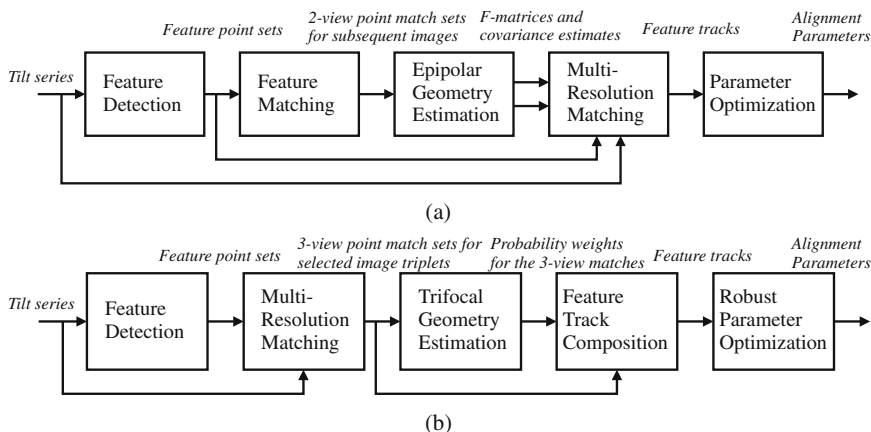 Feature point sets
2-view point match sets
for subsequent images
F-matrices and
covariance estimates
Feature tracks
Alignment
Parameters
Tilt series
Feature
Detection
Feature
Matching
Epipolar
Geometry
Estimation
Multi-
Resolution
Matching
Parameter
Optimization
(a)
Feature point sets
3-view point match sets for
selected image triplets
Probability weights
for the 3-view matches
Feature tracks
Alignment
Parameters
Tilt series
Feature
Detection
Multi-
Resolution
Matching
Trifocal
Geometry
Estimation
Feature
Track
Composition
Robust
Parameter
Optimization
(b)